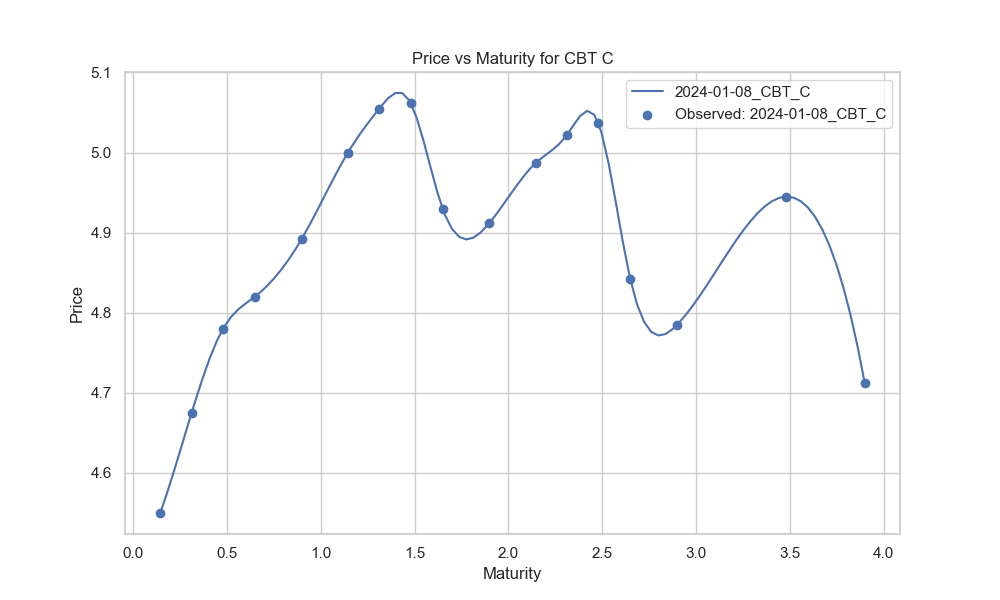 Price vs Maturity for CBT C
2024-01-08_CBT_C
Observed: 2024-01-08_CBT_C
Price
5.1
5.0
4.9
4.8
4.7
4.6
0.0 0.5 1.0 1.5 2.0 2.5 3.0 3.5 4.0
Maturity